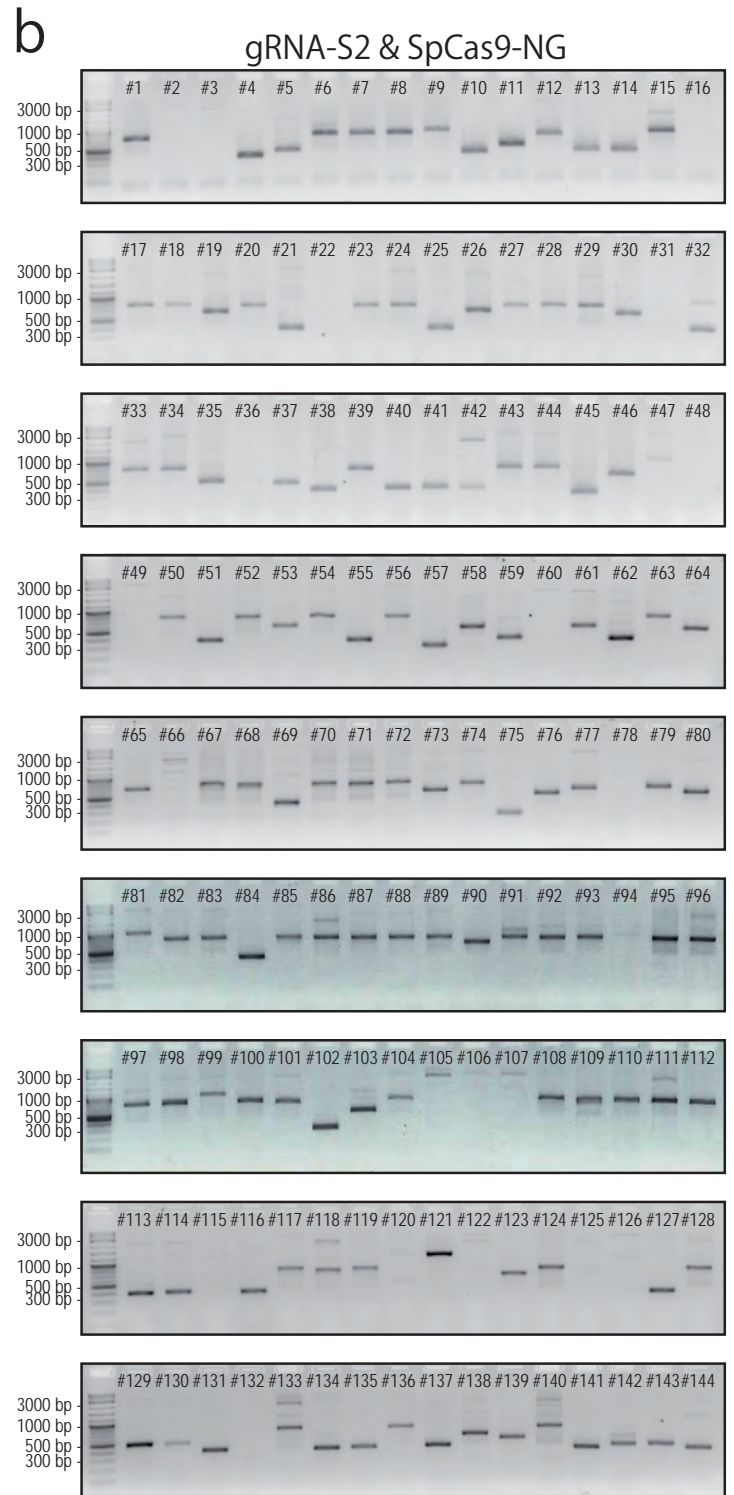 b
gRNA-S2 & SpCas9-NG
#1 #2 #3 #4 #5 #6 #7 #8 #9 #10 #11 #12 #13 #14 #15 #16
3000 bp
1000 bp
500 bp
300 bp
#17 #18 #19 #20 #21 #22 #23 #24 #25 #26 #27 #28 #29 #30 #31 #32
3000 bp
1000 bp
500 bp
300 bp
#33 #34 #35 #36 #37 #38 #39 #40 #41 #42 #43 #44 #45 #46 #47 #48
3000 bp
1000 bp
500 bp
300 bp
#49 #50 #51 #52 #53 #54 #55 #56 #57 #58 #59 #60 #61 #62 #63 #64
3000 bp
1000 bp
500 bp
300 bp
#65 #66 #67 #68 #69 #70 #71 #72 #73 #74 #75 #76 #77 #78 #79 #80
3000 bp
1000 bp
500 bp
300 bp
#81 #82 #83 #84 #85 #86 #87 #88 #89 #90 #91 #92 #93 #94 #95 #96
3000 bp
1000 bp
500 bp
300 bp
#97 #98 #99 #100 #101 #102 #103 #104 #105 #106 #107 #108 #109 #110 #111 #112
3000 bp
1000 bp
500 bp
300 bp
#113 #114 #115 #116 #117 #118 #119 #120 #121 #122 #123 #124 #125 #126 #127 #128
3000 bp
1000 bp
500 bp
300 bp
#129 #130 #131 #132 #133 #134 #135 #136 #137 #138 #139 #140 #141 #142 #143 #144
3000 bp
1000 bp
500 bp
300 bp